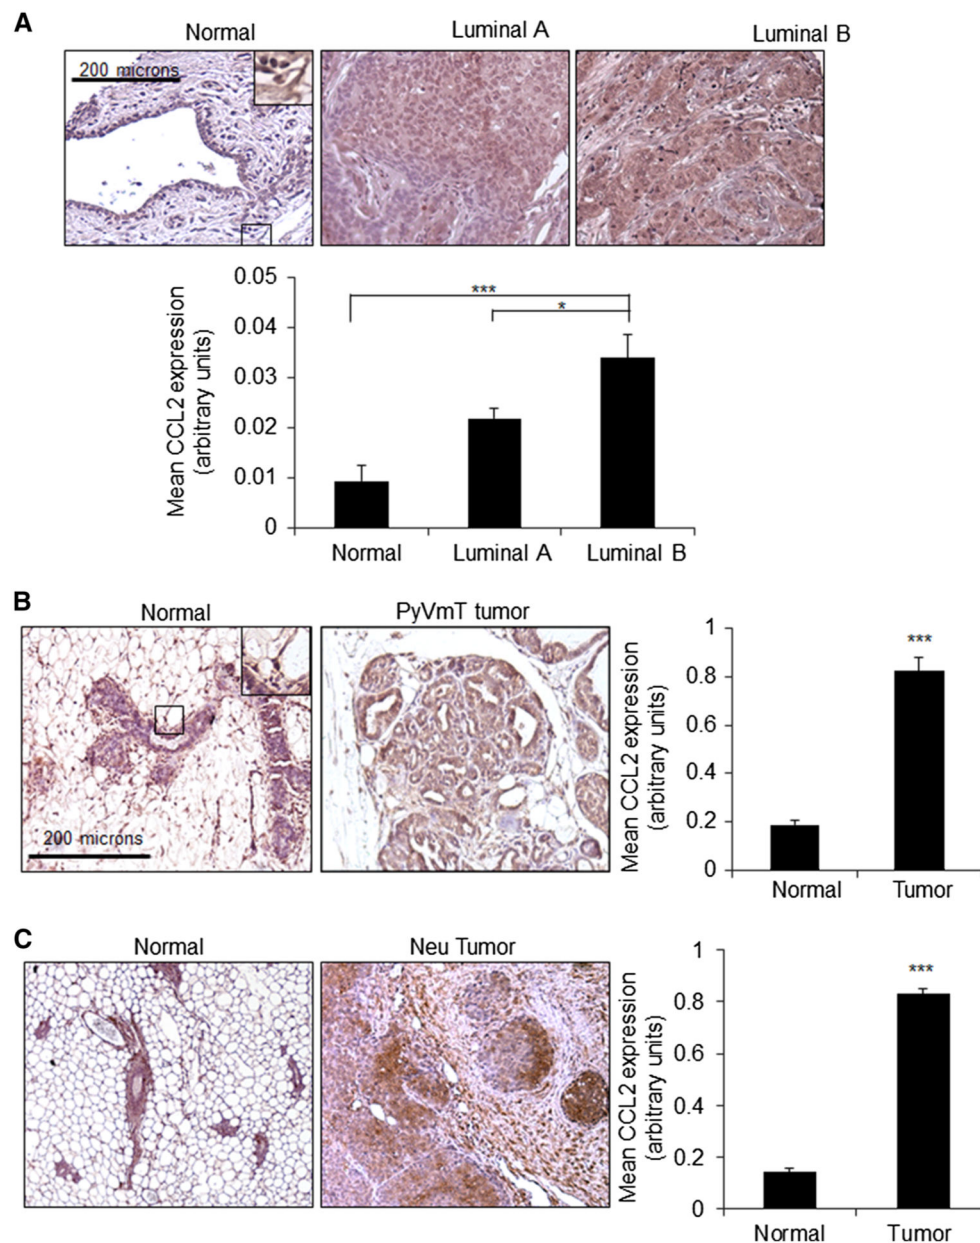 A
Normal
Luminal A
Luminal B
200 microns
Mean CCL2 expression
(arbitrary units)
0.05
0.04
0.03
0.02
0.01
0
***
*
Normal
Luminal A
Luminal B
B
Normal
PyVmT tumor
200 microns
Mean CCL2 expression
(arbitrary units)
1
0.8
0.6
0.4
0.2
0
***
Normal
Tumor
C
Normal
Neu Tumor
Mean CCL2 expression
(arbitrary units)
1
0.8
0.6
0.4
0.2
0
***
Normal
Tumor